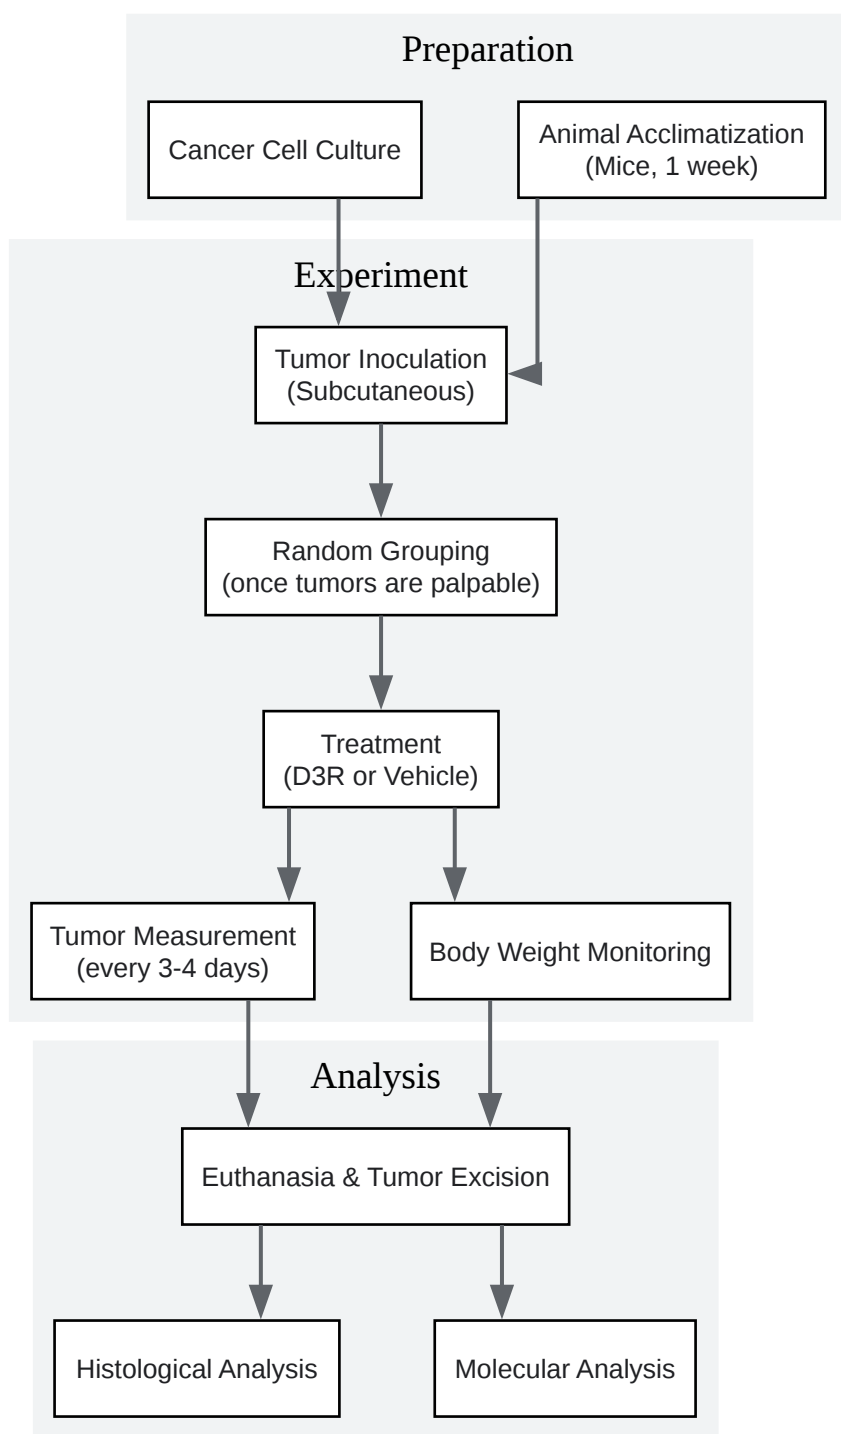 Preparation
Cancer Cell Culture
Animal Acclimatization
(Mice, 1 week)
Experiment
Tumor Inoculation
(Subcutaneous)
Random Grouping
(once tumors are palpable)
Treatment
(D3R or Vehicle)
Tumor Measurement
(every 3-4 days)
Body Weight Monitoring
Analysis
Euthanasia & Tumor Excision
Histological Analysis
Molecular Analysis